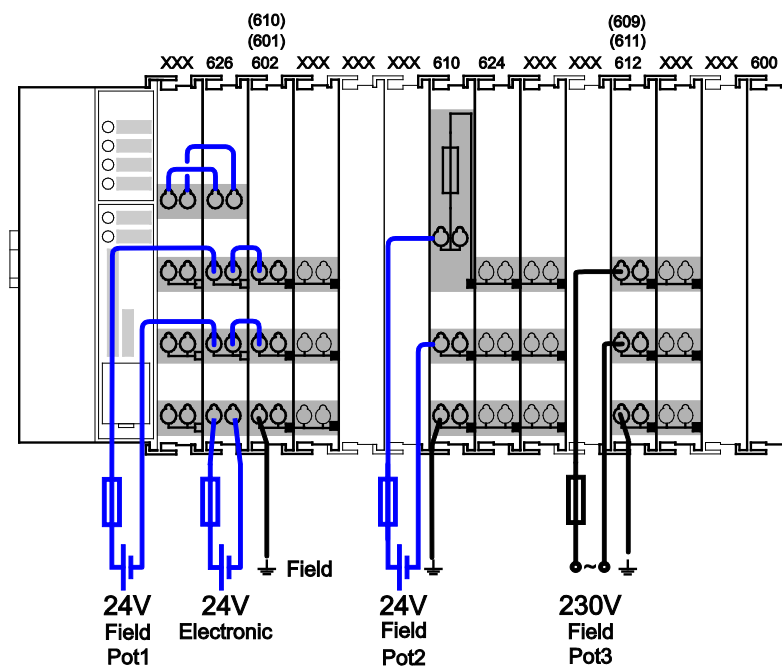 (610) (609)
(601) (611)
XXX 626 602 XXX XXX XXX 610 624 XXX XXX 612 XXX XXX 600
Field
24V 24V 24V 230V
Field Electronic Field Field
Pot1 Pot2 Pot3
~